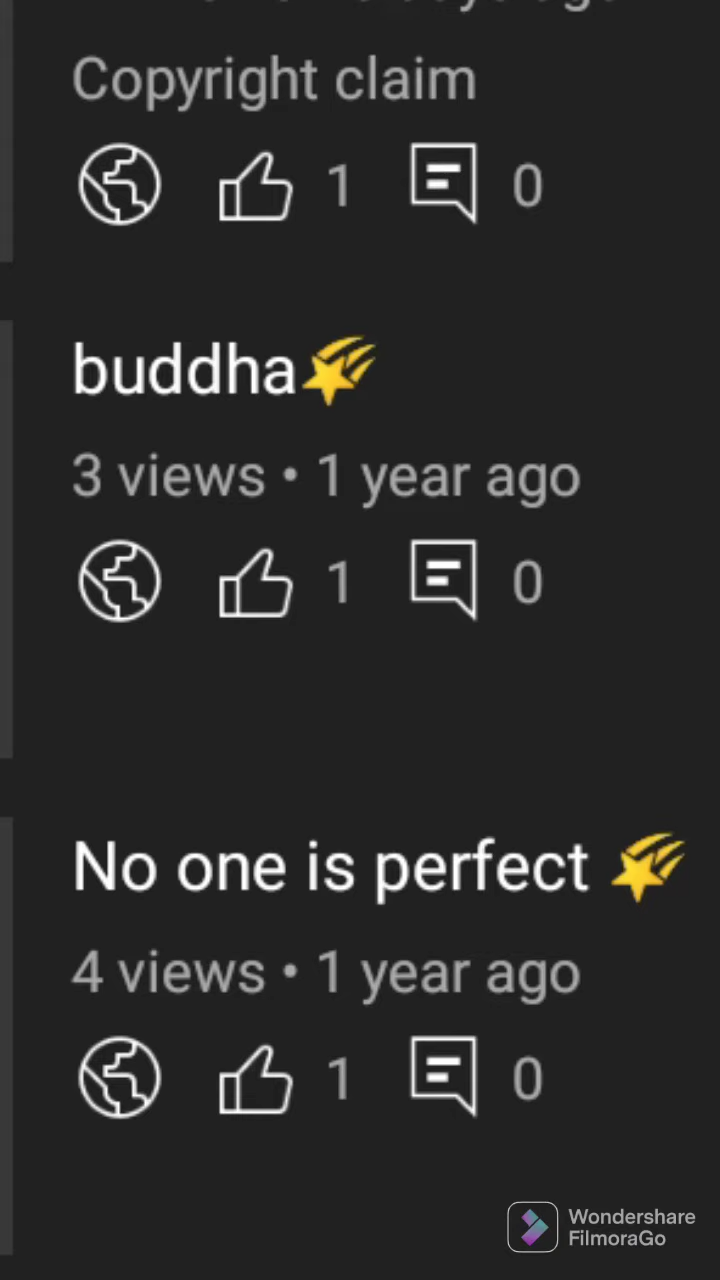 Copyright claim
1 0
buddha🌠
3 views • 1 year ago
1 0
No one is perfect 🌠
4 views • 1 year ago
1 0
Wondershare
FilmoraGo